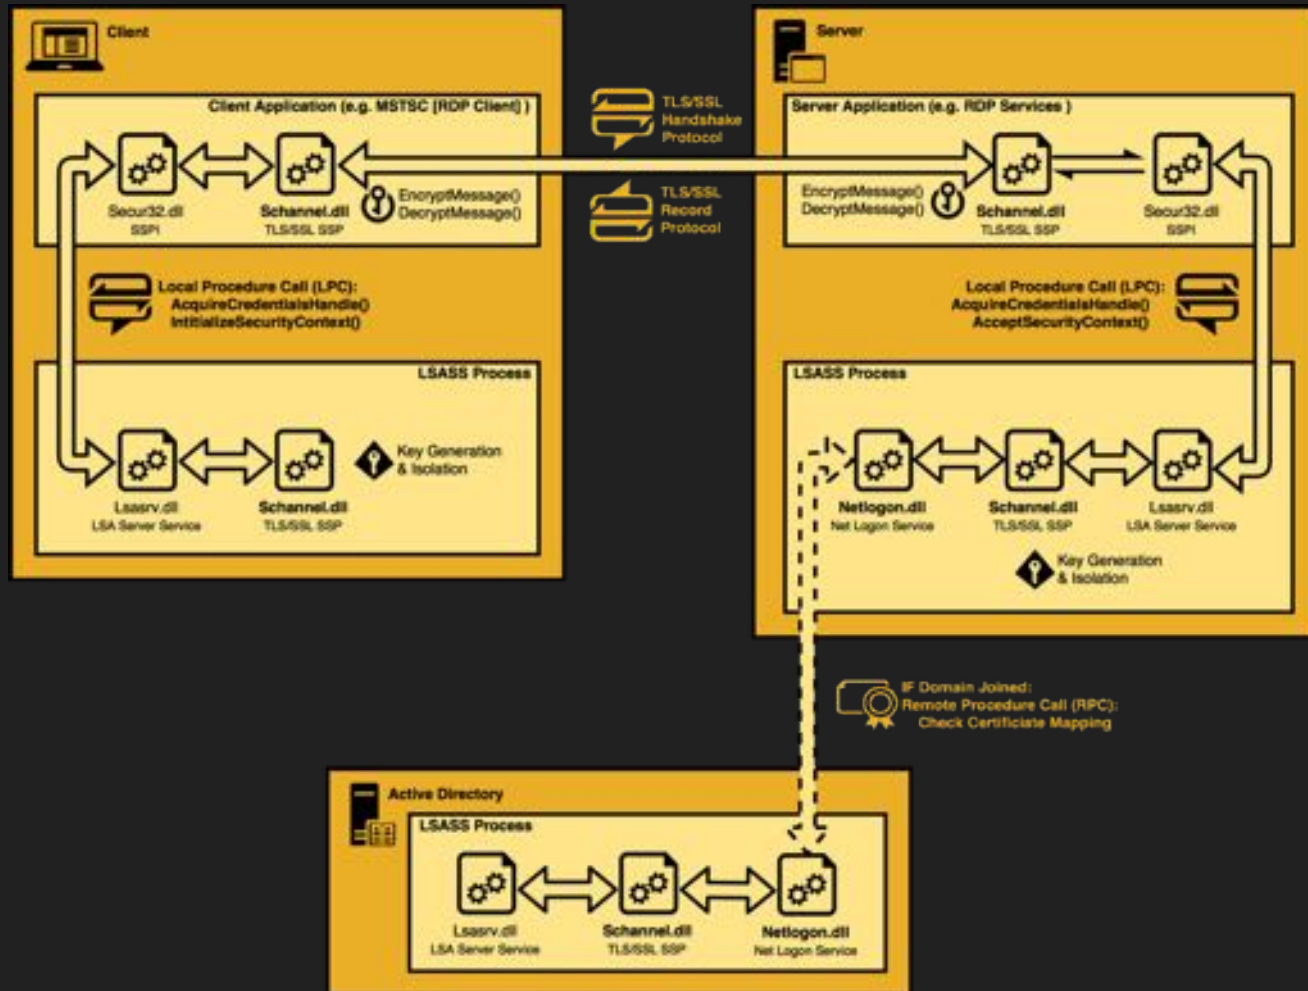 Client
Client Application (e.g. MSTSC [RDP Client] )
Secur32.dll
SSPI
Schannel.dll
TLS/SSL SSP
EncryptMessage()
DecryptMessage()
Local Procedure Call (LPC):
AcquireCredentialsHandle()
IntitializeSecurityContext()
LSASS Process
Lsasrv.dll
LSA Server Service
Schannel.dll
TLS/SSL SSP
Key Generation
& Isolation
TLS/SSL
Handshake
Protocol
TLS/SSL
Record
Protocol
Server
Server Application (e.g. RDP Services )
EncryptMessage()
DecryptMessage()
Schannel.dll
TLS/SSL SSP
Secur32.dll
SSPI
Local Procedure Call (LPC):
AcquireCredentialsHandle()
AcceptSecurityContext()
LSASS Process
Netlogon.dll
Net Logon Service
Schannel.dll
TLS/SSL SSP
Lsasrv.dll
LSA Server Service
Key Generation
& Isolation
IF Domain Joined:
Remote Procedure Call (RPC):
Check Certificiate Mapping
Active Directory
LSASS Process
Lsasrv.dll
LSA Server Service
Schannel.dll
TLS/SSL SSP
Netlogon.dll
Net Logon Service